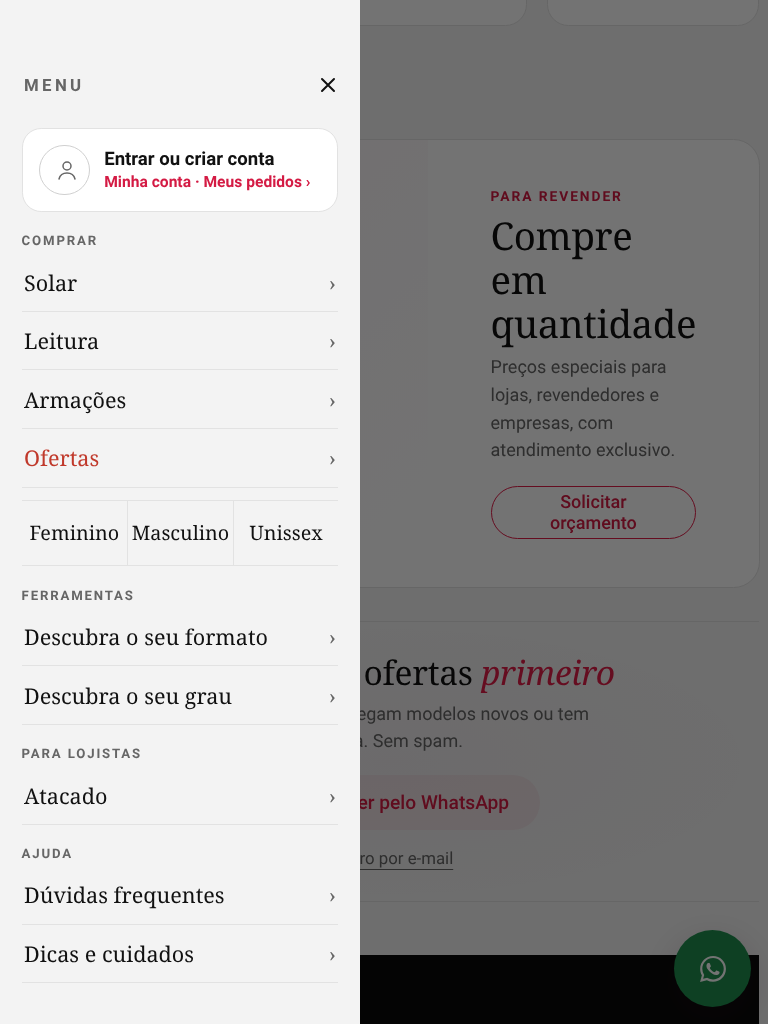 MENU
Entrar ou criar conta
Minha conta · Meus pedidos ›
COMPRAR
Solar ›
Leitura ›
Armações ›
Ofertas ›
Feminino Masculino Unissex
FERRAMENTAS
Descubra o seu formato ›
Descubra o seu grau ›
PARA LOJISTAS
Atacado ›
AJUDA
Dúvidas frequentes ›
Dicas e cuidados ›
PARA REVENDER
Compre
em
quantidade
Preços especiais para
lojas, revendedores e
empresas, com
atendimento exclusivo.
Solicitar
orçamento
ofertas primeiro
modelos novos ou tem
Sem spam.
pelo WhatsApp
por e-mail